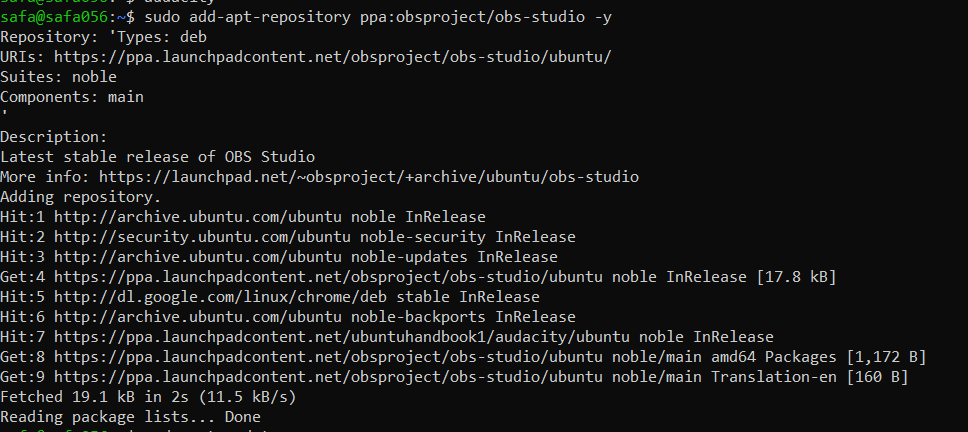 safa@safa056:~$ sudo add-apt-repository ppa:obsproject/obs-studio -y
Repository: 'Types: deb
URIs: https://ppa.launchpadcontent.net/obsproject/obs-studio/ubuntu/
Suites: noble
Components: main
'
Description:
Latest stable release of OBS Studio
More info: https://launchpad.net/~obsproject/+archive/ubuntu/obs-studio
Adding repository.
Hit:1 http://archive.ubuntu.com/ubuntu noble InRelease
Hit:2 http://security.ubuntu.com/ubuntu noble-security InRelease
Hit:3 http://archive.ubuntu.com/ubuntu noble-updates InRelease
Get:4 https://ppa.launchpadcontent.net/obsproject/obs-studio/ubuntu noble InRelease [17.8 kB]
Hit:5 http://dl.google.com/linux/chrome/deb stable InRelease
Hit:6 http://archive.ubuntu.com/ubuntu noble-backports InRelease
Hit:7 https://ppa.launchpadcontent.net/ubuntuhandbook1/audacity/ubuntu noble InRelease
Get:8 https://ppa.launchpadcontent.net/obsproject/obs-studio/ubuntu noble/main amd64 Packages [1,172 B]
Get:9 https://ppa.launchpadcontent.net/obsproject/obs-studio/ubuntu noble/main Translation-en [160 B]
Fetched 19.1 kB in 2s (11.5 kB/s)
Reading package lists... Done